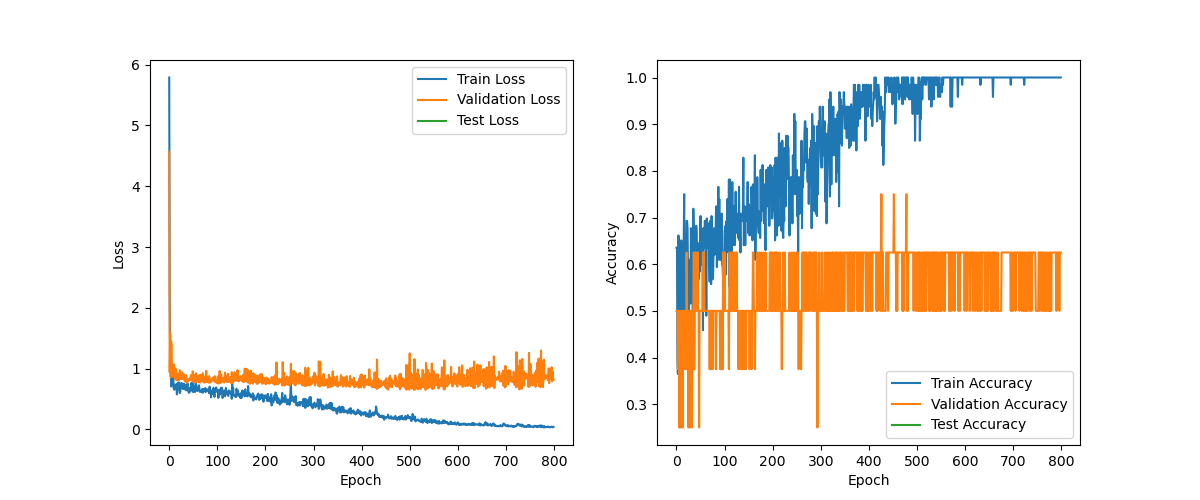 6
5
4
3
2
1
0
Loss
0 100 200 300 400 500 600 700 800
Epoch
Train Loss
Validation Loss
Test Loss
1.0
0.9
0.8
0.7
0.6
0.5
0.4
0.3
Accuracy
0 100 200 300 400 500 600 700 800
Epoch
Train Accuracy
Validation Accuracy
Test Accuracy